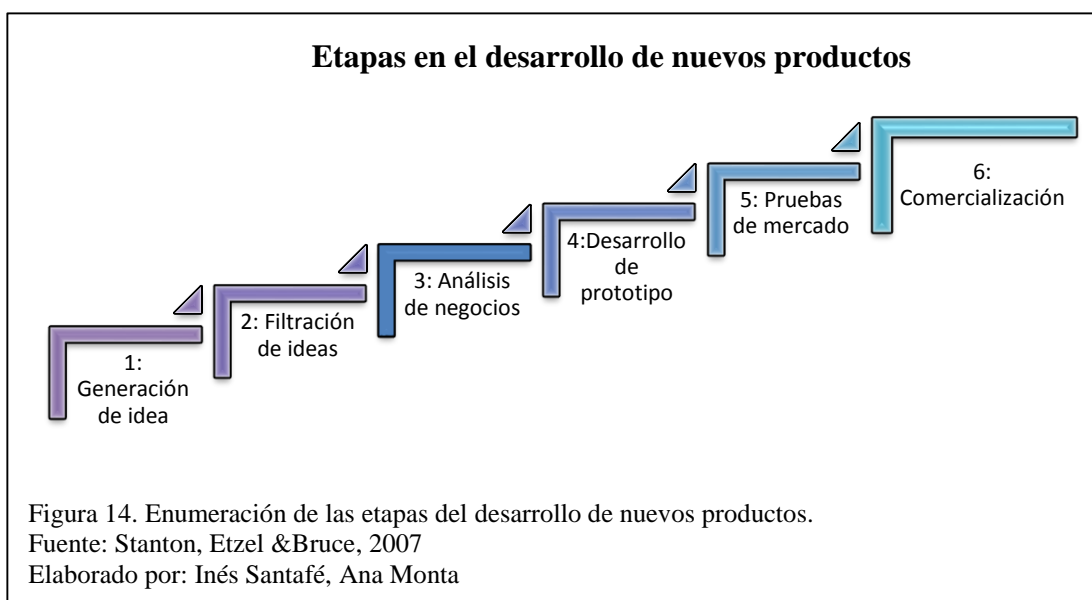 Etapas en el desarrollo de nuevos productos
1:
Generación
de idea
2: Filtración
de ideas
3: Análisis
de negocios
4:Desarrollo
de
prototipo
5: Pruebas
de mercado
6:
Comercialización
Figura 14. Enumeración de las etapas del desarrollo de nuevos productos.
Fuente: Stanton, Etzel &Bruce, 2007
Elaborado por: Inés Santafé, Ana Monta